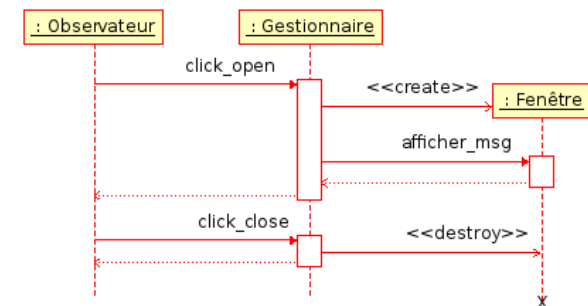 : Observateur
: Gestionnaire
click_open
<<create>>
: Fenêtre
afficher_msg
click_close
<<destroy>>
X